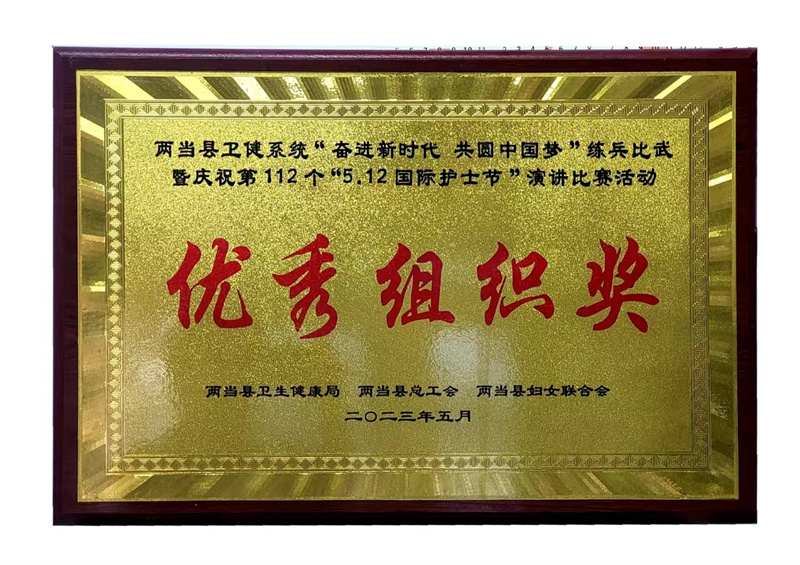 两当县卫健系统“奋进新时代 共圆中国梦”练兵比武
暨庆祝第112个“5.12国际护士节”演讲比赛活动
优秀组织奖
两当县卫生健康局 两当县总工会 两当县妇女联合会
二〇二三年五月